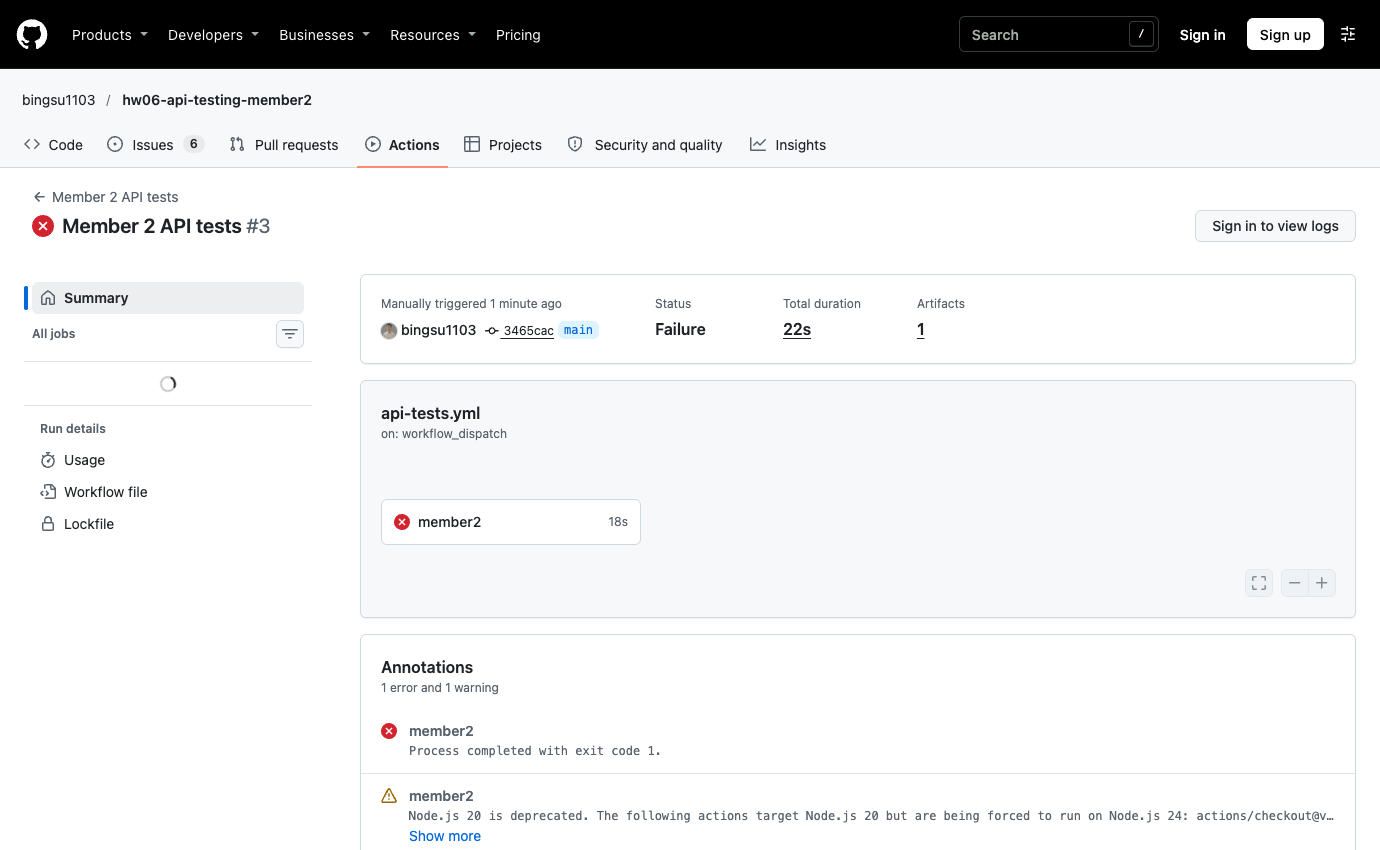 Products Developers Businesses Resources Pricing Search / Sign in Sign up
bingsu1103 / hw06-api-testing-member2
Code Issues 6 Pull requests Actions Projects Security and quality Insights
Member 2 API tests
Member 2 API tests #3
Sign in to view logs
Summary
All jobs
Run details
Usage
Workflow file
Lockfile
Manually triggered 1 minute ago Status Total duration Artifacts
bingsu1103 3465cac main Failure 22s 1
api-tests.yml
on: workflow_dispatch
member2 18s
Annotations
1 error and 1 warning
member2
Process completed with exit code 1.
member2
Node.js 20 is deprecated. The following actions target Node.js 20 but are being forced to run on Node.js 24: actions/checkout@v…
Show more